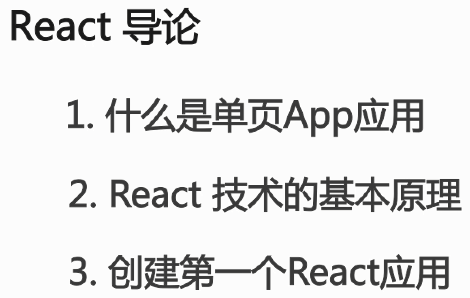 React 导论
1. 什么是单页App应用
2. React 技术的基本原理
3. 创建第一个React应用